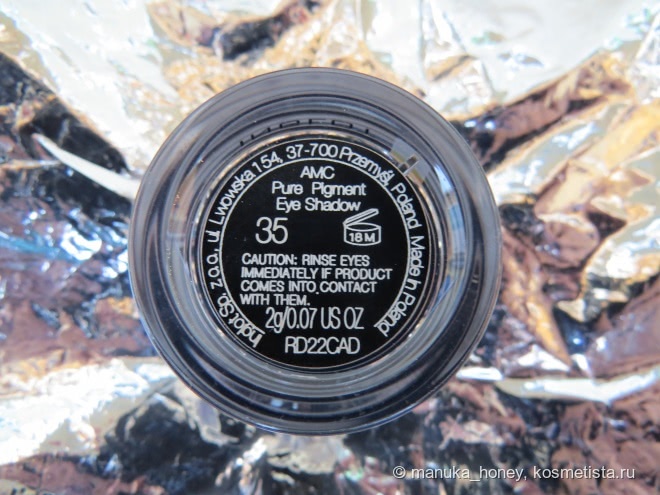 Inglot Sp. z o.o., ul. Lwowska 154, 37-700 Przemyśl, Poland Made in Poland
AMC
Pure Pigment
Eye Shadow
35
18 M
CAUTION: RINSE EYES
IMMEDIATELY IF PRODUCT
COMES INTO CONTACT
WITH THEM.
2g/0.07 US OZ
RD22CAD
© manuka_honey, kosmetista.ru